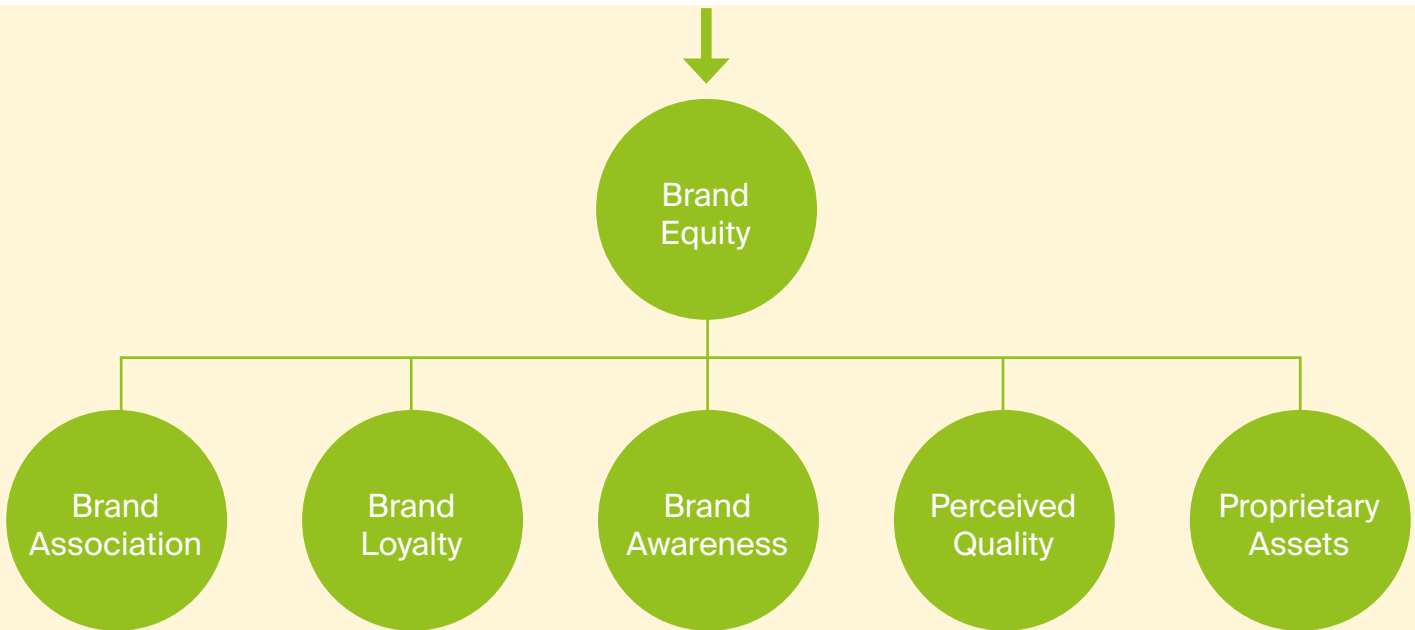 Brand
Equity
Brand
Association
Brand
Loyalty
Brand
Awareness
Perceived
Quality
Proprietary
Assets